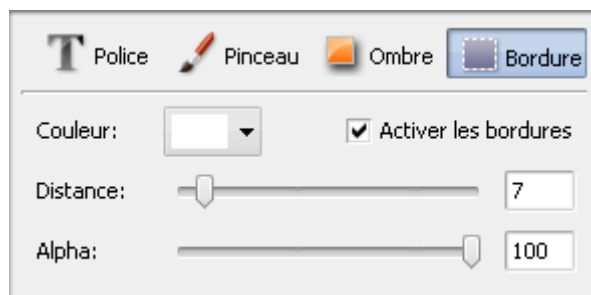 Police Pinceau Ombre Bordure
Couleur: Activer les bordures
Distance: 7
Alpha: 100